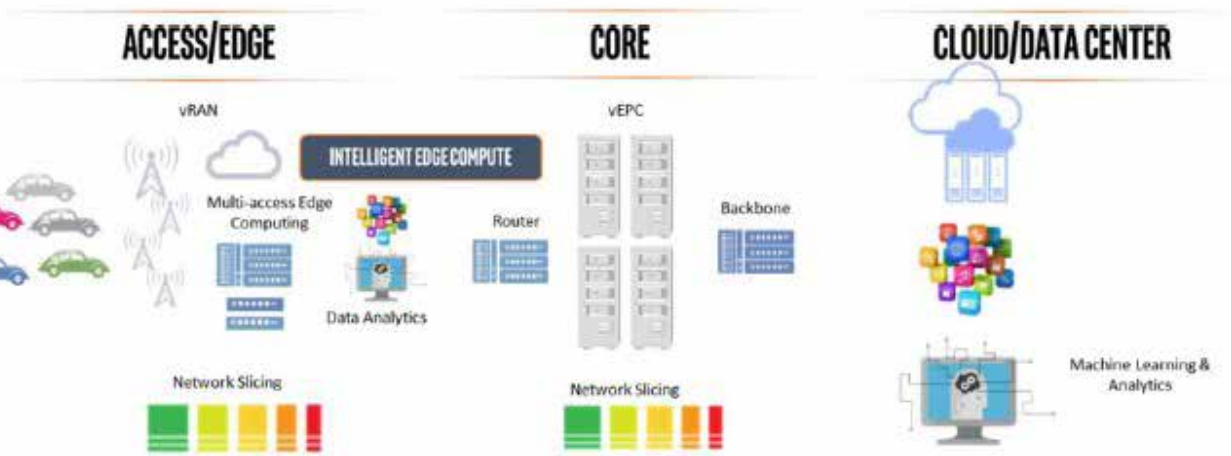 ACCESS/EDGE
CORE
CLOUD/DATA CENTER
vRAN
vEPC
INTELLIGENT EDGE COMPUTE
Multi-access Edge
Computing
Router
Backbone
Data Analytics
Machine Learning &
Analytics
Network Slicing
Network Slicing